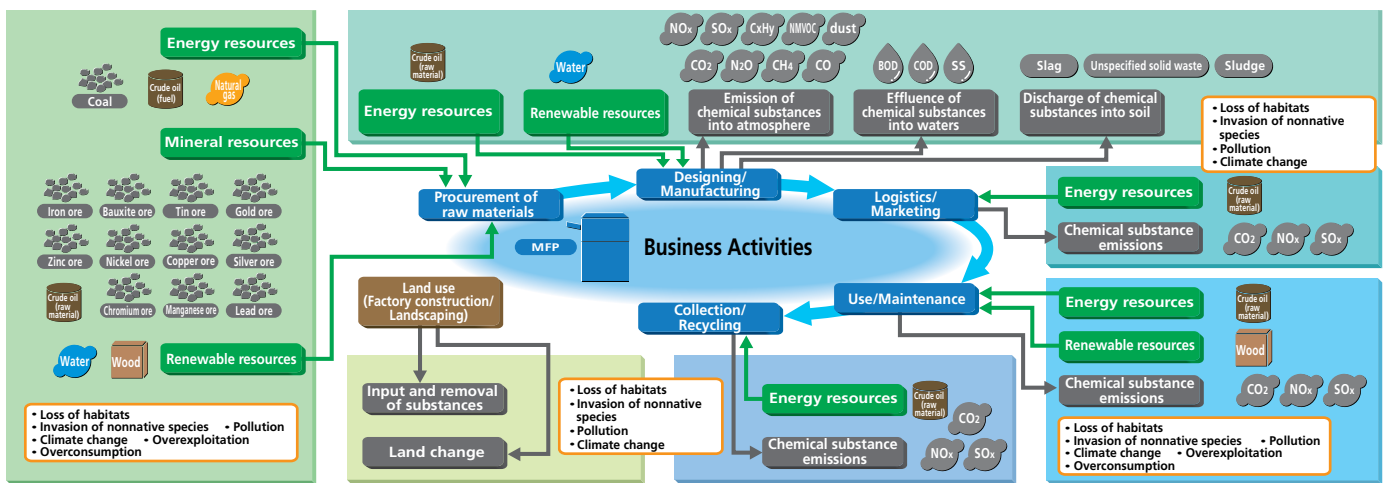 Energy resources
Coal
Crude oil
(fuel)
Natural
gas
Mineral resources
Iron ore
Bauxite ore
Tin ore
Gold ore
Zinc ore
Nickel ore
Copper ore
Silver ore
Crude oil
(raw
material)
Chromium ore
Manganese ore
Lead ore
Water
Wood
Renewable resources
• Loss of habitats
• Invasion of nonnative species • Pollution
• Climate change • Overexploitation
• Overconsumption
Crude oil
(raw
material)
Energy resources
Water
Renewable resources
NOx
SOx
CxHy
NMVOC
dust
CO2
N2O
CH4
CO
Emission of
chemical substances
into atmosphere
BOD
COD
SS
Effluence of
chemical substances
into waters
Slag
Unspecified solid waste
Sludge
Discharge of chemical
substances into soil
• Loss of habitats
• Invasion of nonnative
species
• Pollution
• Climate change
Procurement of
raw materials
Designing/
Manufacturing
Logistics/
Marketing
MFP
Business Activities
Use/Maintenance
Collection/
Recycling
Energy resources
Crude oil
(raw
material)
Chemical substance
emissions
CO2
NOx
SOx
Land use
(Factory construction/
Landscaping)
Input and removal
of substances
Land change
• Loss of habitats
• Invasion of nonnative
species
• Pollution
• Climate change
Energy resources
Crude oil
(raw
material)
CO2
Chemical substance
emissions
NOx
SOx
Energy resources
Crude oil
(raw
material)
Renewable resources
Wood
Chemical substance
emissions
CO2
NOx
SOx
• Loss of habitats
• Invasion of nonnative species • Pollution
• Climate change • Overexploitation
• Overconsumption